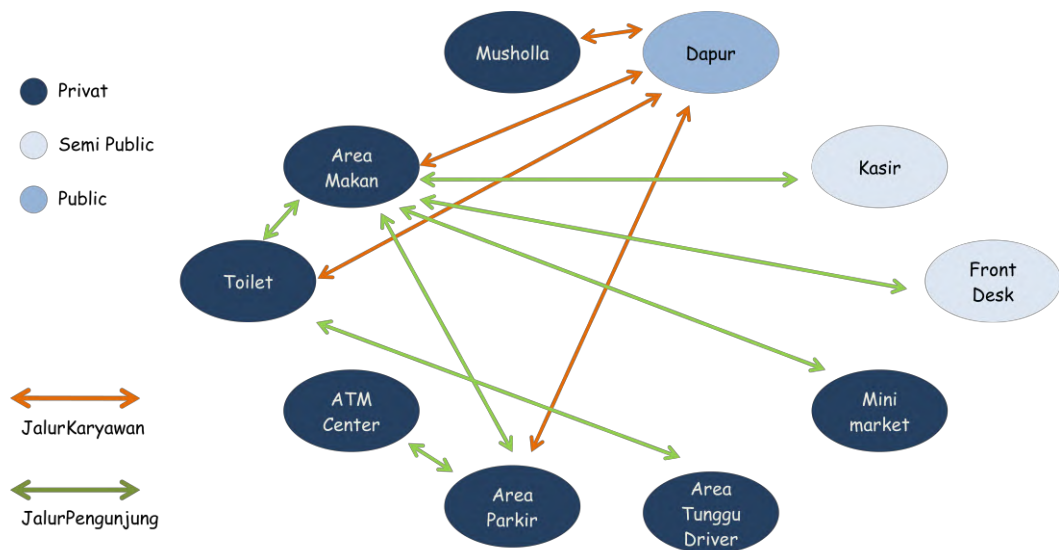 Musholla
Dapur
Privat
Semi Public
Public
Area
Makan
Kasir
Toilet
Front
Desk
ATM
Center
Mini
market
JalurKaryawan
Area
Parkir
Area
Tunggu
Driver
JalurPengunjung